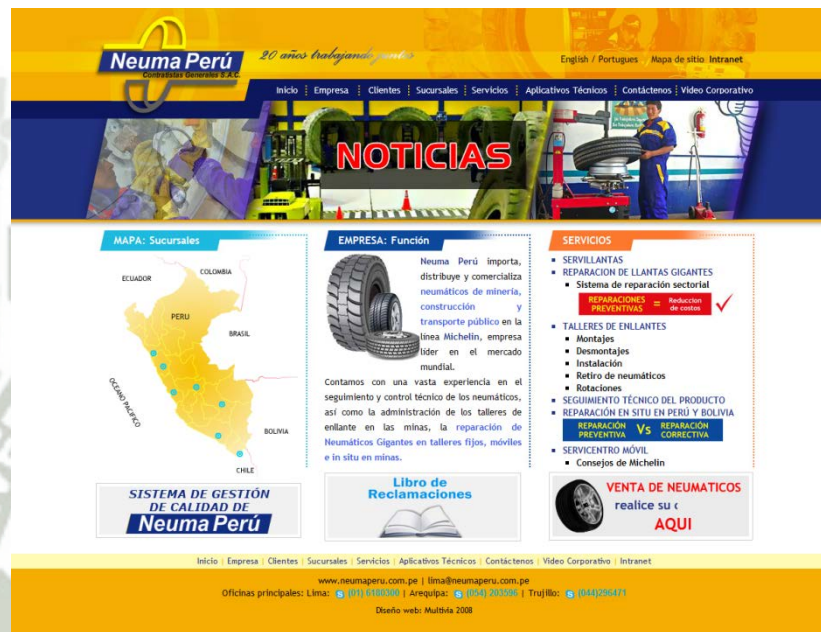 Neuma Perú
Contratistas Generales S.A.C.
20 años trabajando juntos
English / Portugues / Mapa de sitio Intranet
Inicio Empresa Clientes Sucursales Servicios Aplicativos Técnicos Contáctenos Video Corporativo
NOTICIAS
MAPA: Sucursales
ECUADOR
COLOMBIA
PERU
BRASIL
OCEANO PACIFICO
BOLIVIA
CHILE
SISTEMA DE GESTIÓN
DE CALIDAD DE
Neuma Perú
EMPRESA: Función
Neuma Perú importa,
distribuye y comercializa
neumáticos de minería,
construcción y
transporte público en la
línea Michelin, empresa
líder en el mercado
mundial.
Contamos con una vasta experiencia en el
seguimiento y control técnico de los neumáticos,
así como la administración de los talleres de
enllante en las minas, la reparación de
Neumáticos Gigantes en talleres fijos, móviles
e in situ en minas.
Libro de
Reclamaciones
SERVICIOS
SERVILLANTAS
REPARACION DE LLANTAS GIGANTES
Sistema de reparación sectorial
REPARACIONES PREVENTIVAS = Reduccion de costos
TALLERES DE ENLLANTES
Montajes
Desmontajes
Instalación
Retiro de neumáticos
Rotaciones
SEGUIMIENTO TÉCNICO DEL PRODUCTO
REPARACIÓN EN SITU EN PERÚ Y BOLIVIA
REPARACIÓN PREVENTIVA Vs REPARACIÓN CORRECTIVA
SERVICENTRO MÓVIL
Consejos de Michelin
VENTA DE NEUMATICOS
realice su
AQUI
Inicio | Empresa | Clientes | Sucursales | Servicios | Aplicativos Técnicos | Contáctenos | Video Corporativo | Intranet
www.neumaperu.com.pe | lima@neumaperu.com.pe
Oficinas principales: Lima: (01) 6180300 | Arequipa: (054) 203596 | Trujillo: (044)296471
Diseño web: Multivia 2008